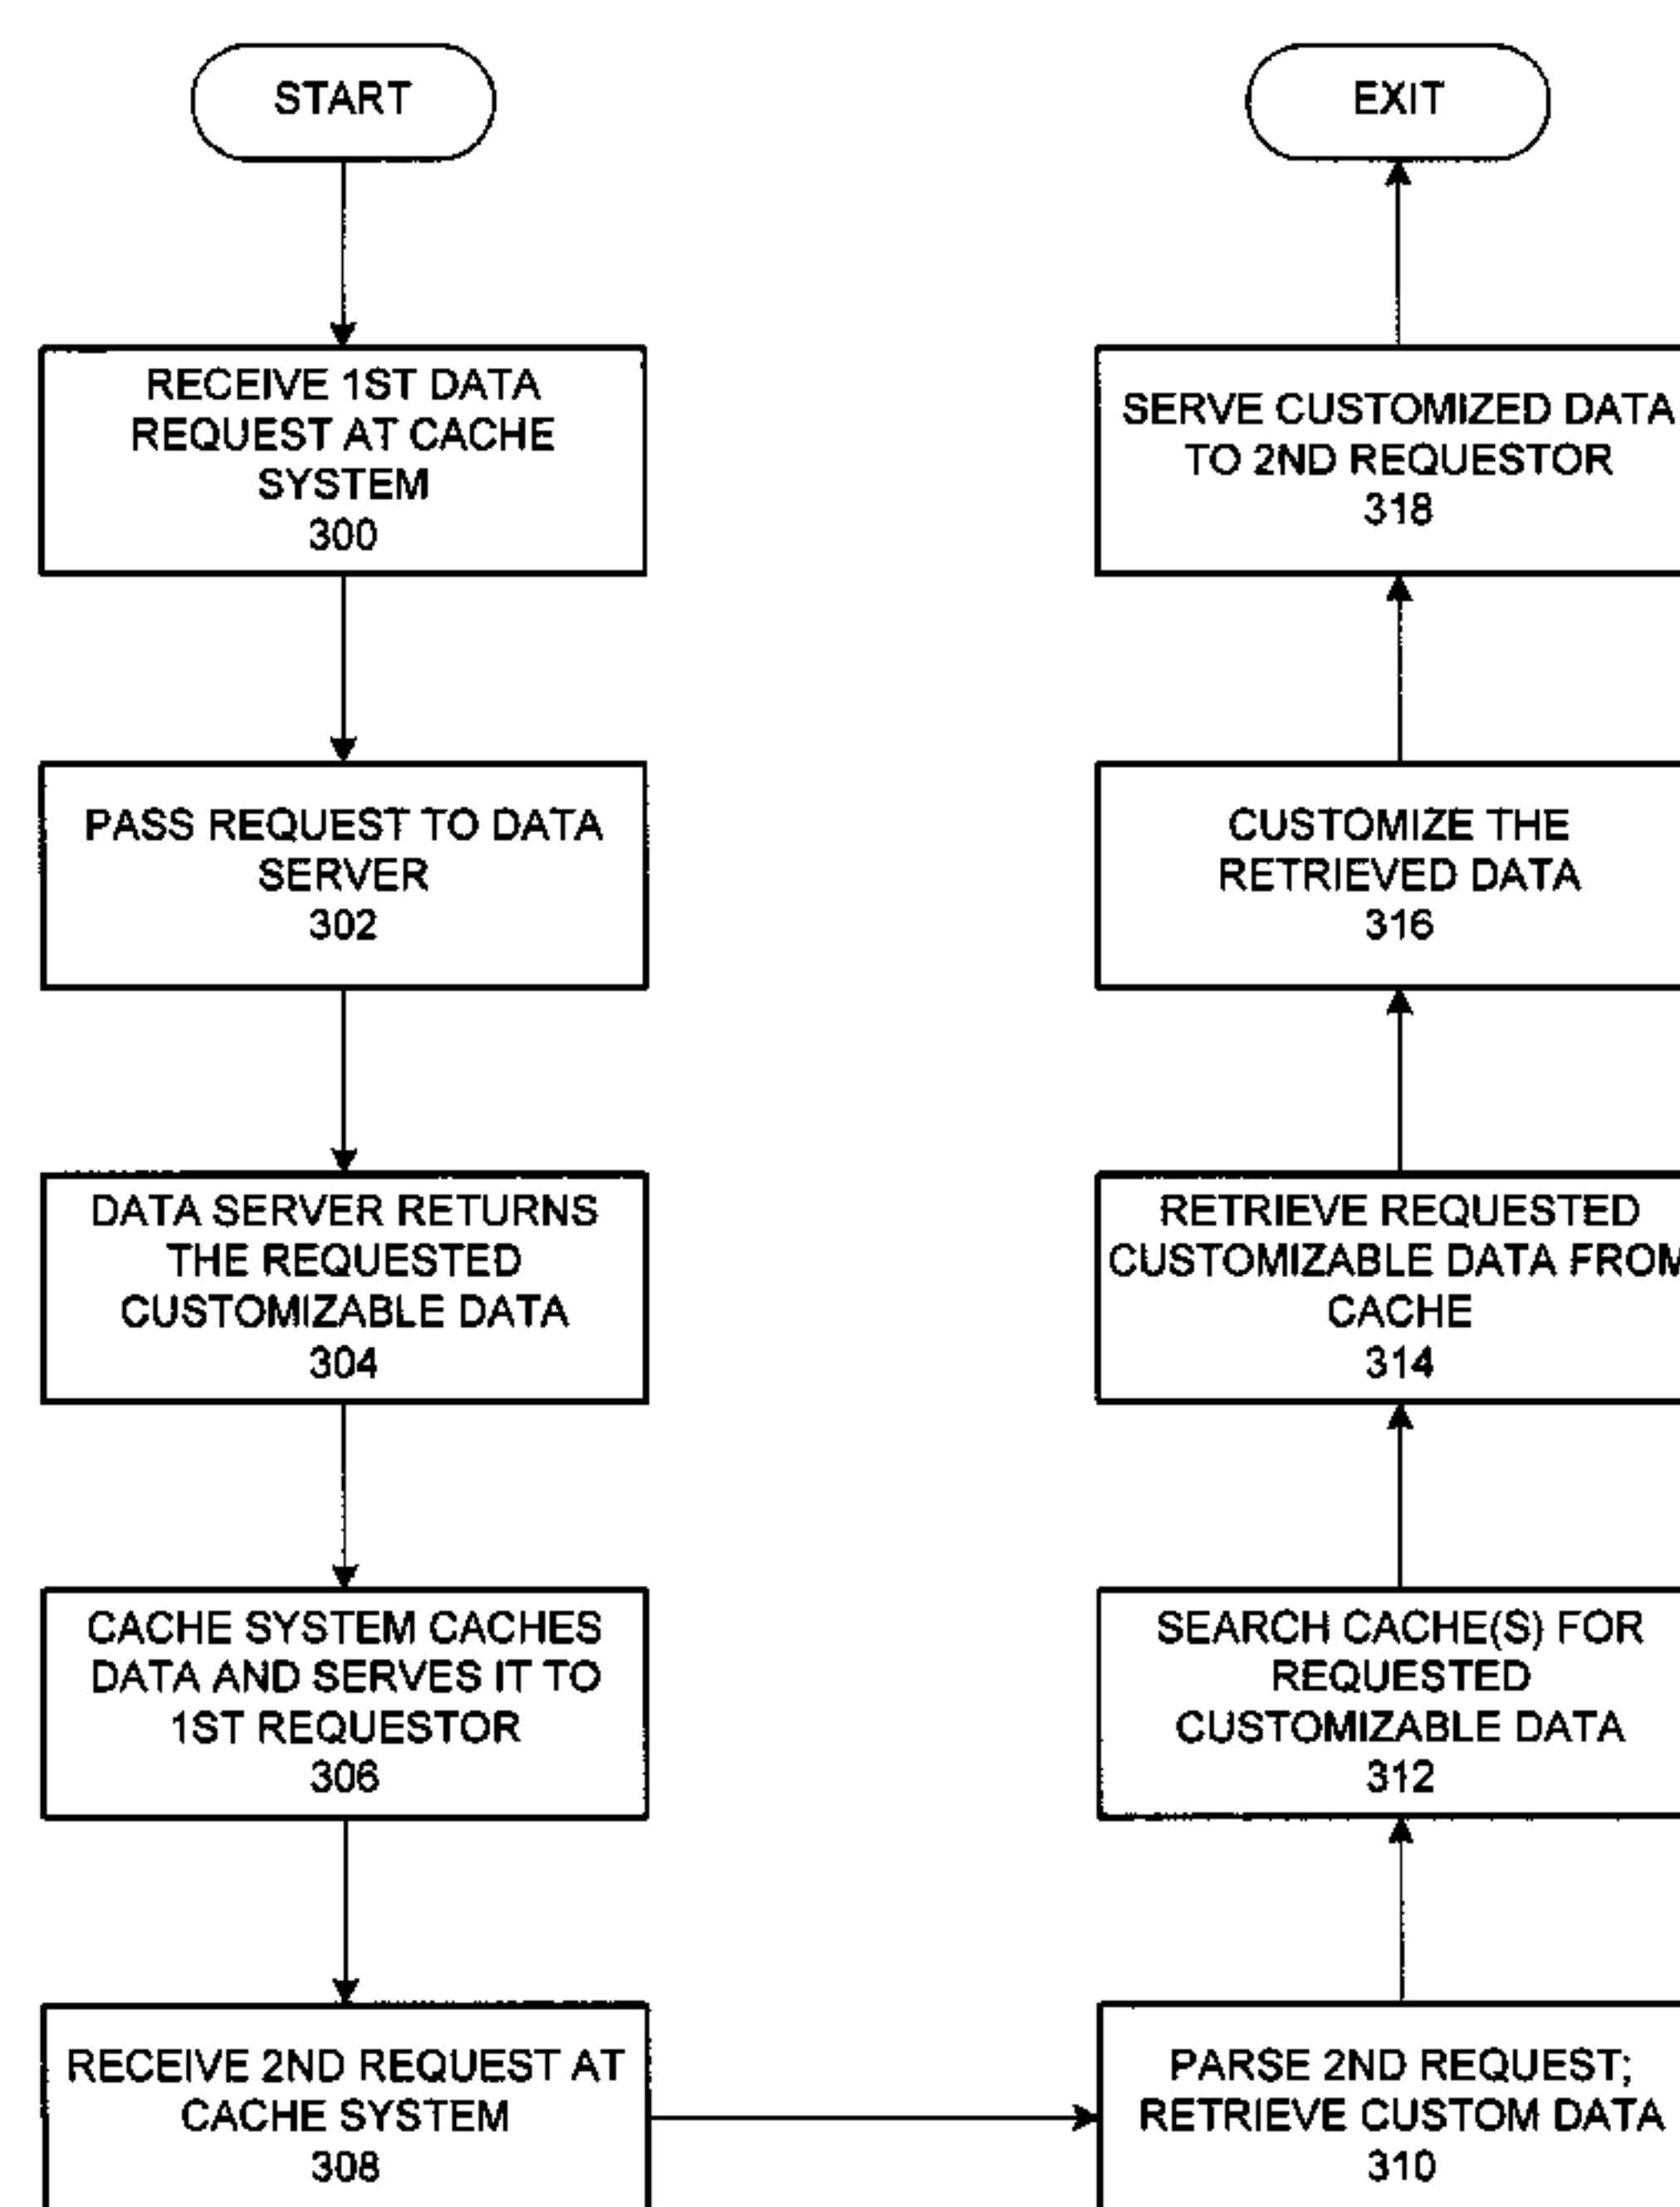 START
RECEIVE 1ST DATA
REQUEST AT CACHE
SYSTEM
300
PASS REQUEST TO DATA
SERVER
302
DATA SERVER RETURNS
THE REQUESTED
CUSTOMIZABLE DATA
304
CACHE SYSTEM CACHES
DATA AND SERVES IT TO
1ST REQUESTOR
306
RECEIVE 2ND REQUEST AT
CACHE SYSTEM
308
PARSE 2ND REQUEST;
RETRIEVE CUSTOM DATA
310
SEARCH CACHE(S) FOR
REQUESTED
CUSTOMIZABLE DATA
312
RETRIEVE REQUESTED
CUSTOMIZABLE DATA FROM
CACHE
314
CUSTOMIZE THE
RETRIEVED DATA
316
SERVE CUSTOMIZED DATA
TO 2ND REQUESTOR
318
EXIT